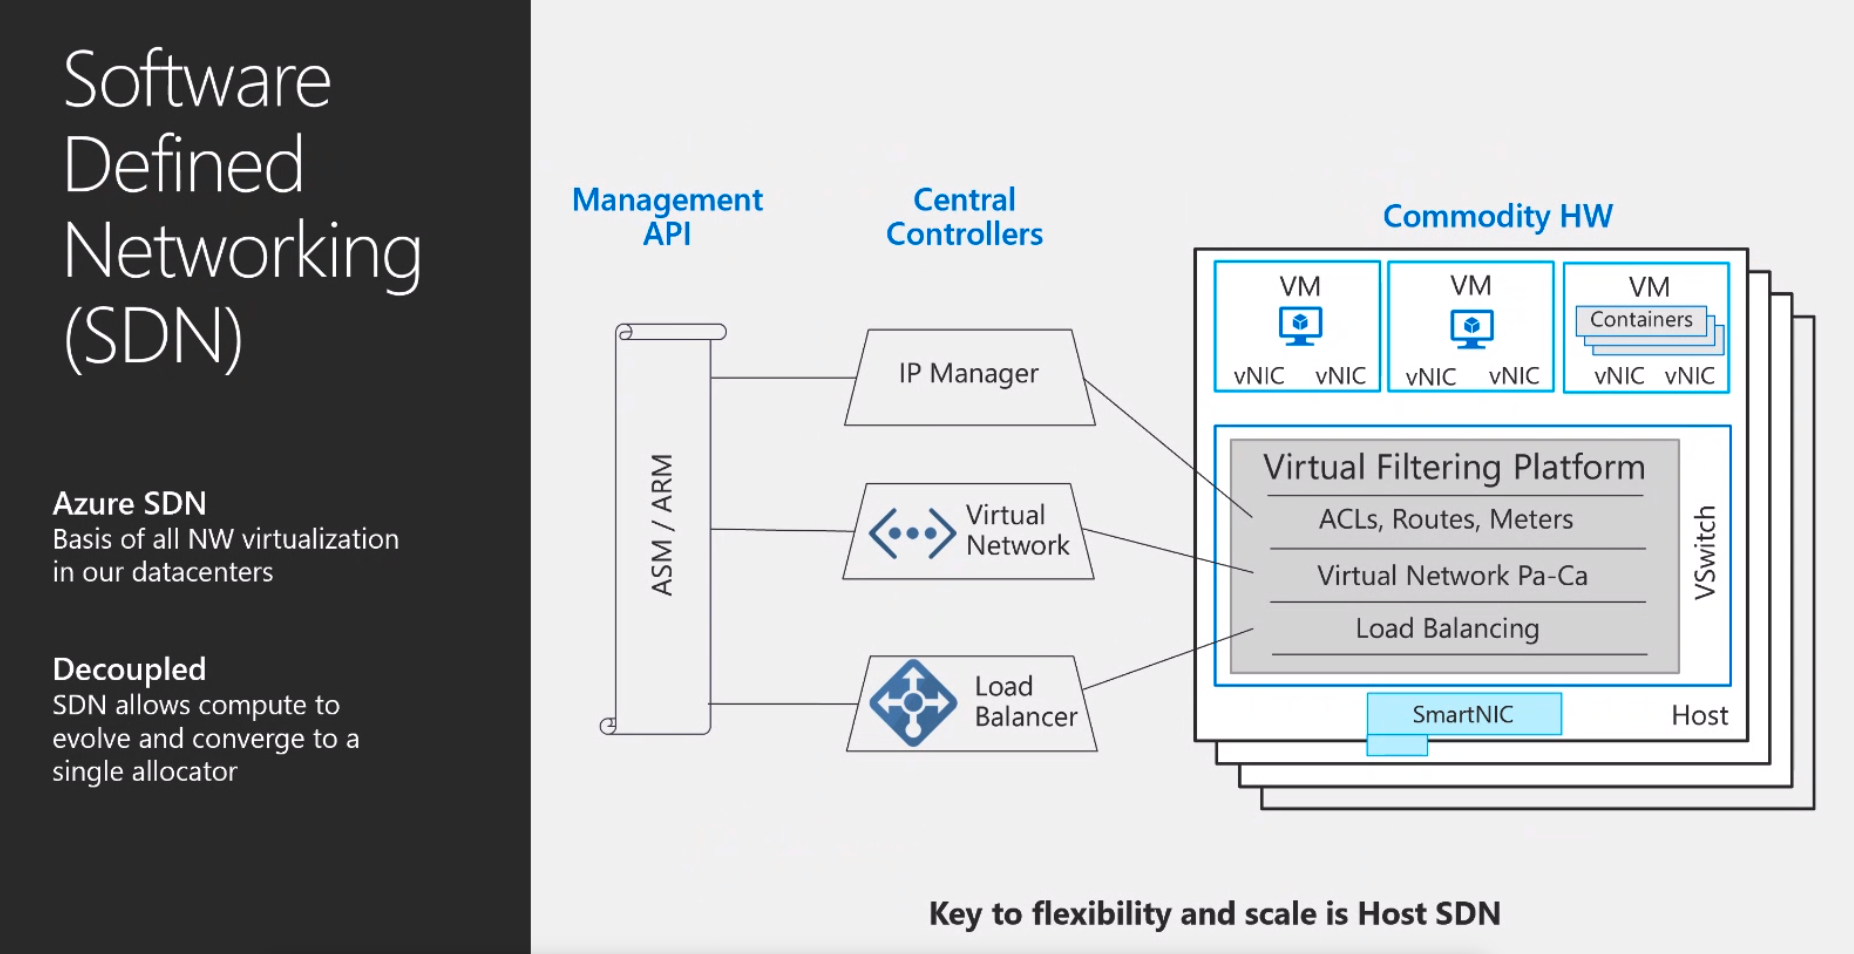 Software
Defined
Networking
(SDN)
Azure SDN
Basis of all NW virtualization
in our datacenters
Decoupled
SDN allows compute to
evolve and converge to a
single allocator
Management
API
ASM / ARM
Central
Controllers
IP Manager
Virtual
Network
Load
Balancer
Commodity HW
VM
vNIC vNIC
VM
vNIC vNIC
VM
Containers
vNIC vNIC
Virtual Filtering Platform
ACLs, Routes, Meters
Virtual Network Pa-Ca
Load Balancing
VSwitch
SmartNIC
Host
Key to flexibility and scale is Host SDN